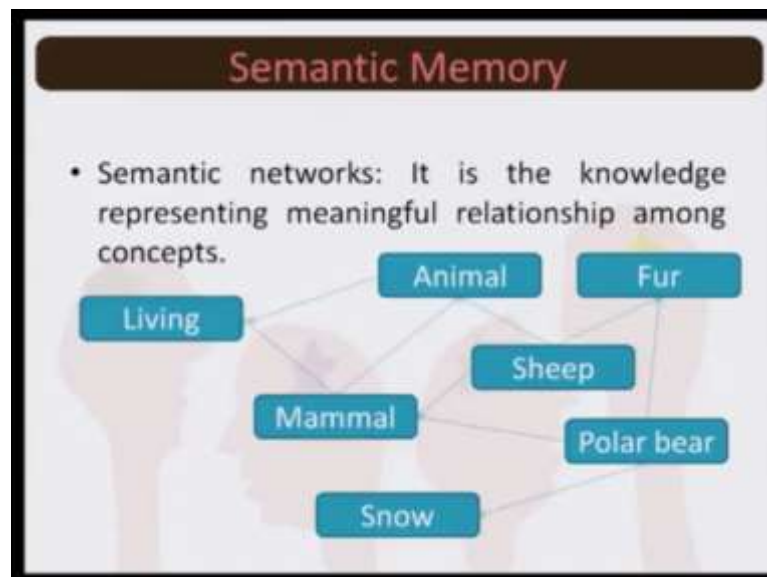 Semantic Memory
• Semantic networks: It is the knowledge
representing meaningful relationship among
concepts.
Animal
Fur
Living
Sheep
Mammal
Polar bear
Snow